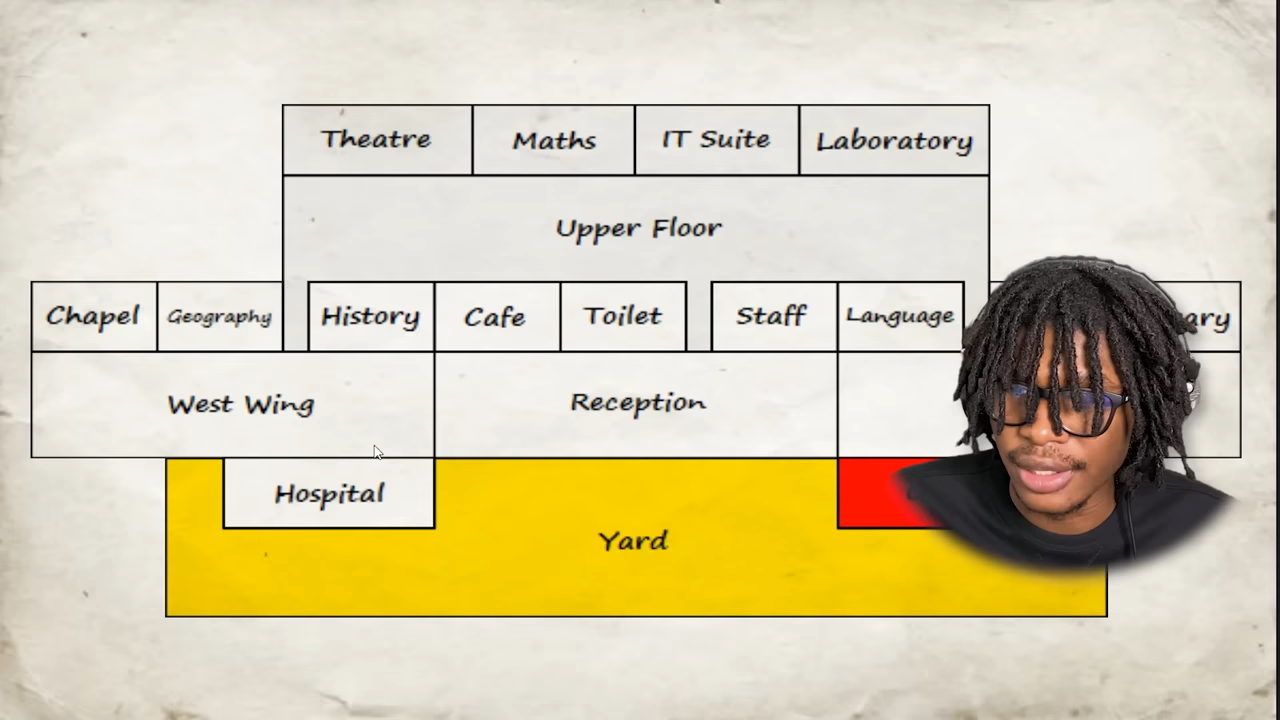 Theatre Maths IT Suite Laboratory
Upper Floor
Chapel Geography History Cafe Toilet Staff Language
West Wing Reception
Hospital
Yard